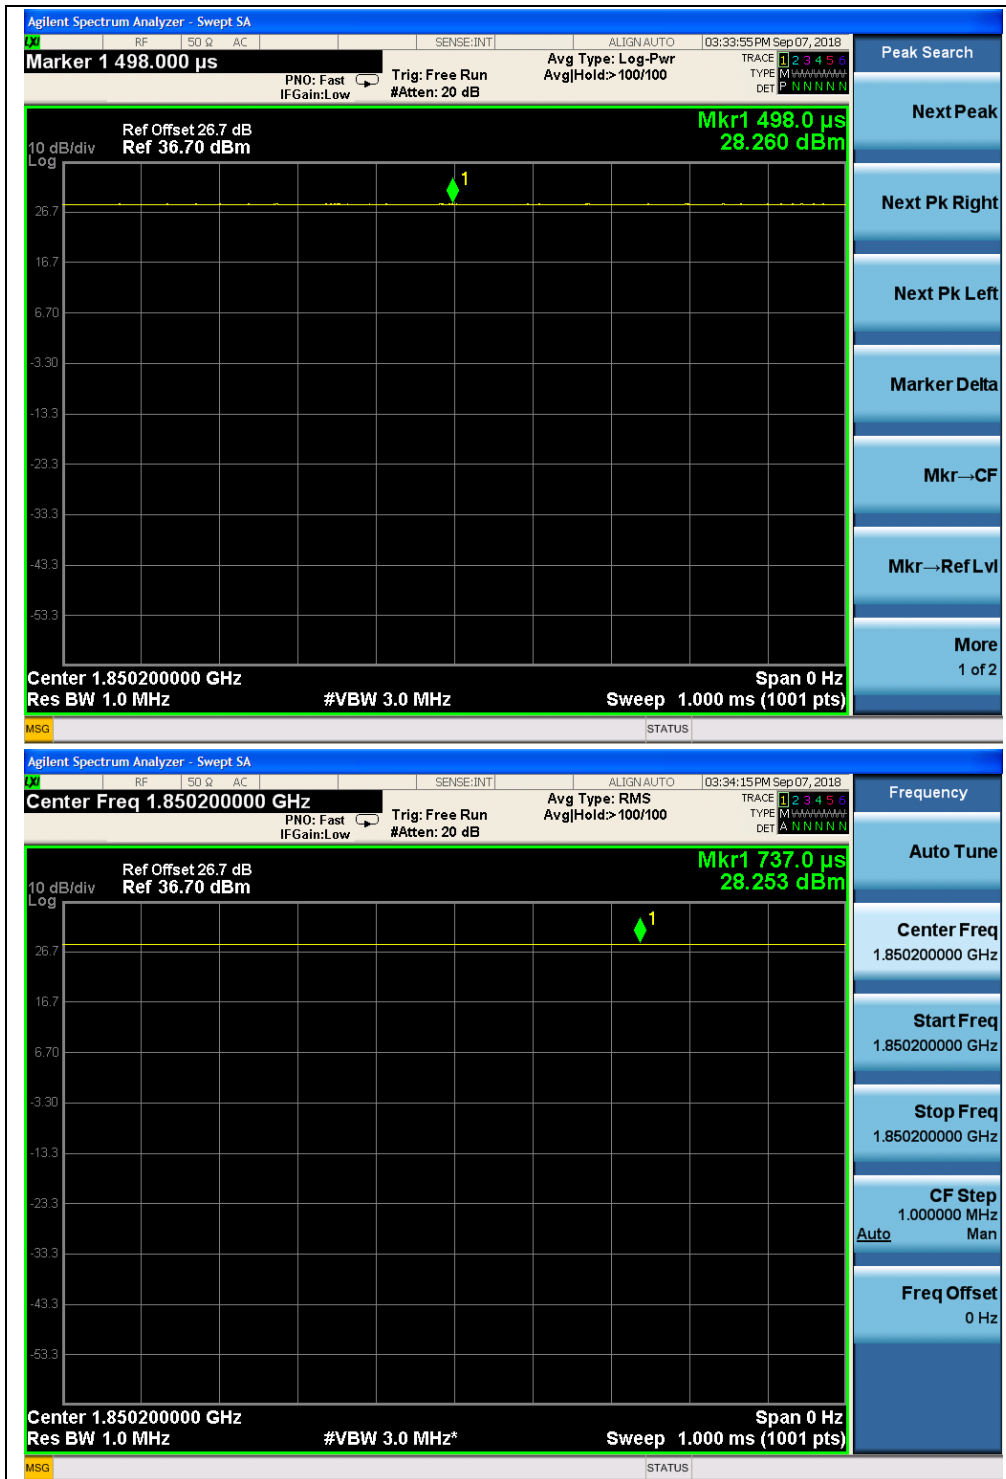 Agilent Spectrum Analyzer - Swept SA
LXI RF 50 Ω AC SENSE:INT ALIGN AUTO 03:33:55 PM Sep 07, 2018
Marker 1 498.000 µs
PNO: Fast
IFGain:Low
Trig: Free Run
#Atten: 20 dB
Avg Type: Log-Pwr
Avg|Hold:>100/100
TRACE 1 2 3 4 5 6
TYPE M WWWWW
DET P N N N N N
Ref Offset 26.7 dB
10 dB/div Ref 36.70 dBm
Log
Mkr1 498.0 µs
28.260 dBm
1
26.7
16.7
6.70
-3.30
-13.3
-23.3
-33.3
-43.3
-53.3
Center 1.850200000 GHz Span 0 Hz
Res BW 1.0 MHz #VBW 3.0 MHz Sweep 1.000 ms (1001 pts)
MSG STATUS
Peak Search
Next Peak
Next Pk Right
Next Pk Left
Marker Delta
Mkr→CF
Mkr→Ref Lvl
More
1 of 2
Agilent Spectrum Analyzer - Swept SA
LXI RF 50 Ω AC SENSE:INT ALIGN AUTO 03:34:15 PM Sep 07, 2018
Center Freq 1.850200000 GHz
PNO: Fast
IFGain:Low
Trig: Free Run
#Atten: 20 dB
Avg Type: RMS
Avg|Hold:>100/100
TRACE 1 2 3 4 5 6
TYPE M WWWWW
DET A N N N N N
Ref Offset 26.7 dB
10 dB/div Ref 36.70 dBm
Log
Mkr1 737.0 µs
28.253 dBm
1
26.7
16.7
6.70
-3.30
-13.3
-23.3
-33.3
-43.3
-53.3
Center 1.850200000 GHz Span 0 Hz
Res BW 1.0 MHz #VBW 3.0 MHz* Sweep 1.000 ms (1001 pts)
MSG STATUS
Frequency
Auto Tune
Center Freq
1.850200000 GHz
Start Freq
1.850200000 GHz
Stop Freq
1.850200000 GHz
CF Step
1.000000 MHz
Auto Man
Freq Offset
0 Hz